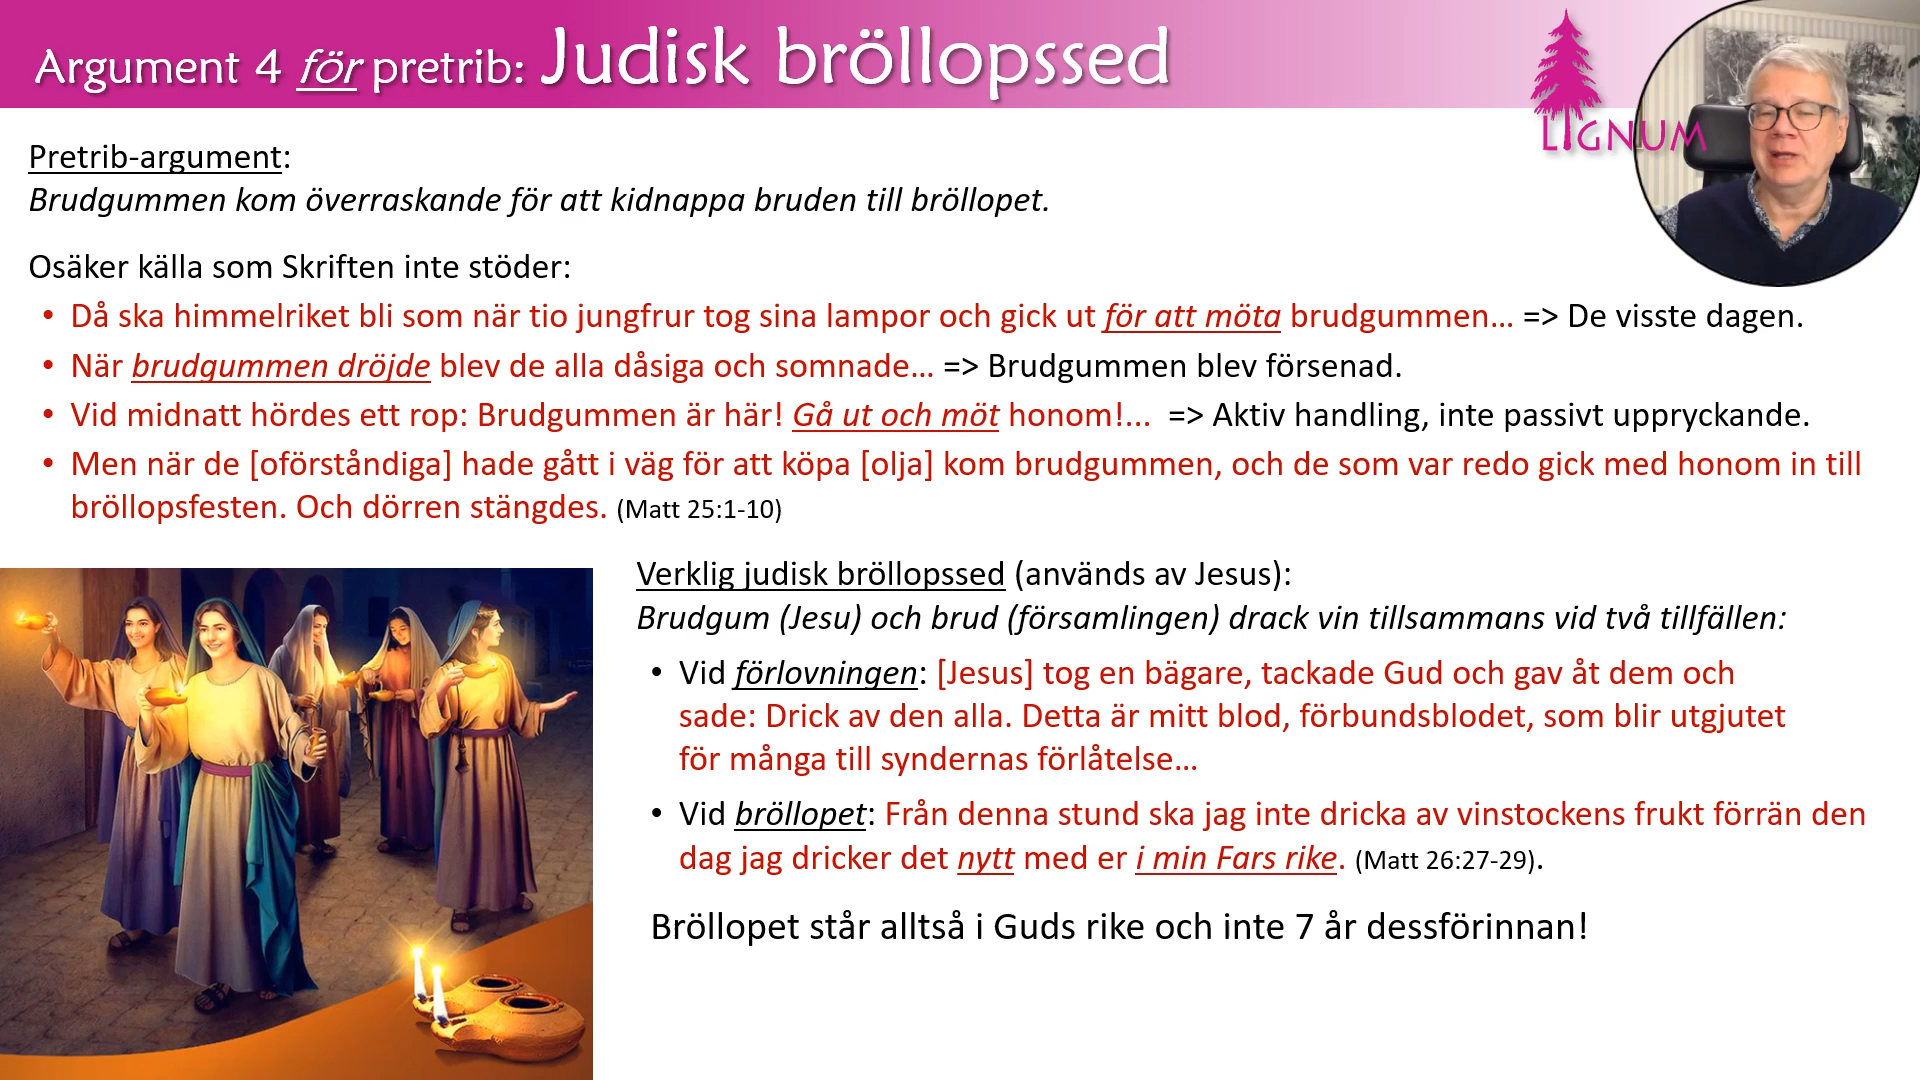 Argument 4 för pretrib: Judisk bröllopssed
LIGNUM
Pretrib-argument:
Brudgummen kom överraskande för att kidnappa bruden till bröllopet.
Osäker källa som Skriften inte stöder:
• Då ska himmelriket bli som när tio jungfrur tog sina lampor och gick ut för att möta brudgummen... => De visste dagen.
• När brudgummen dröjde blev de alla dåsiga och somnade... => Brudgummen blev försenad.
• Vid midnatt hördes ett rop: Brudgummen är här! Gå ut och möt honom!... => Aktiv handling, inte passivt uppryckande.
• Men när de [oförståndiga] hade gått i väg för att köpa [olja] kom brudgummen, och de som var redo gick med honom in till
bröllopsfesten. Och dörren stängdes. (Matt 25:1-10)
Verklig judisk bröllopssed (används av Jesus):
Brudgum (Jesu) och brud (församlingen) drack vin tillsammans vid två tillfällen:
• Vid förlovningen: [Jesus] tog en bägare, tackade Gud och gav åt dem och
sade: Drick av den alla. Detta är mitt blod, förbundsblodet, som blir utgjutet
för många till syndernas förlåtelse...
• Vid bröllopet: Från denna stund ska jag inte dricka av vinstockens frukt förrän den
dag jag dricker det nytt med er i min Fars rike. (Matt 26:27-29).
Bröllopet står alltså i Guds rike och inte 7 år dessförinnan!